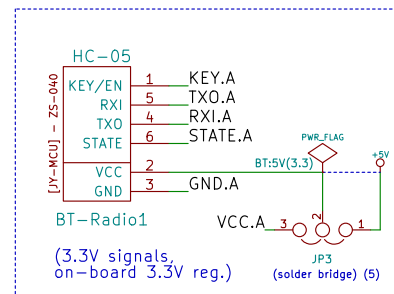 HC-05
[JY-MCU] - ZS-040
KEY/EN 1 KEY.A
RXI 5 TXO.A
TXO 4 RXI.A
STATE 6 STATE.A
VCC 2
GND 3 GND.A
BT-Radio1
PWR_FLAG
BT:5V(3.3)
+5V
VCC.A 3 2 1
JP3
(solder bridge) (5)
(3.3V signals,
on-board 3.3V reg.)